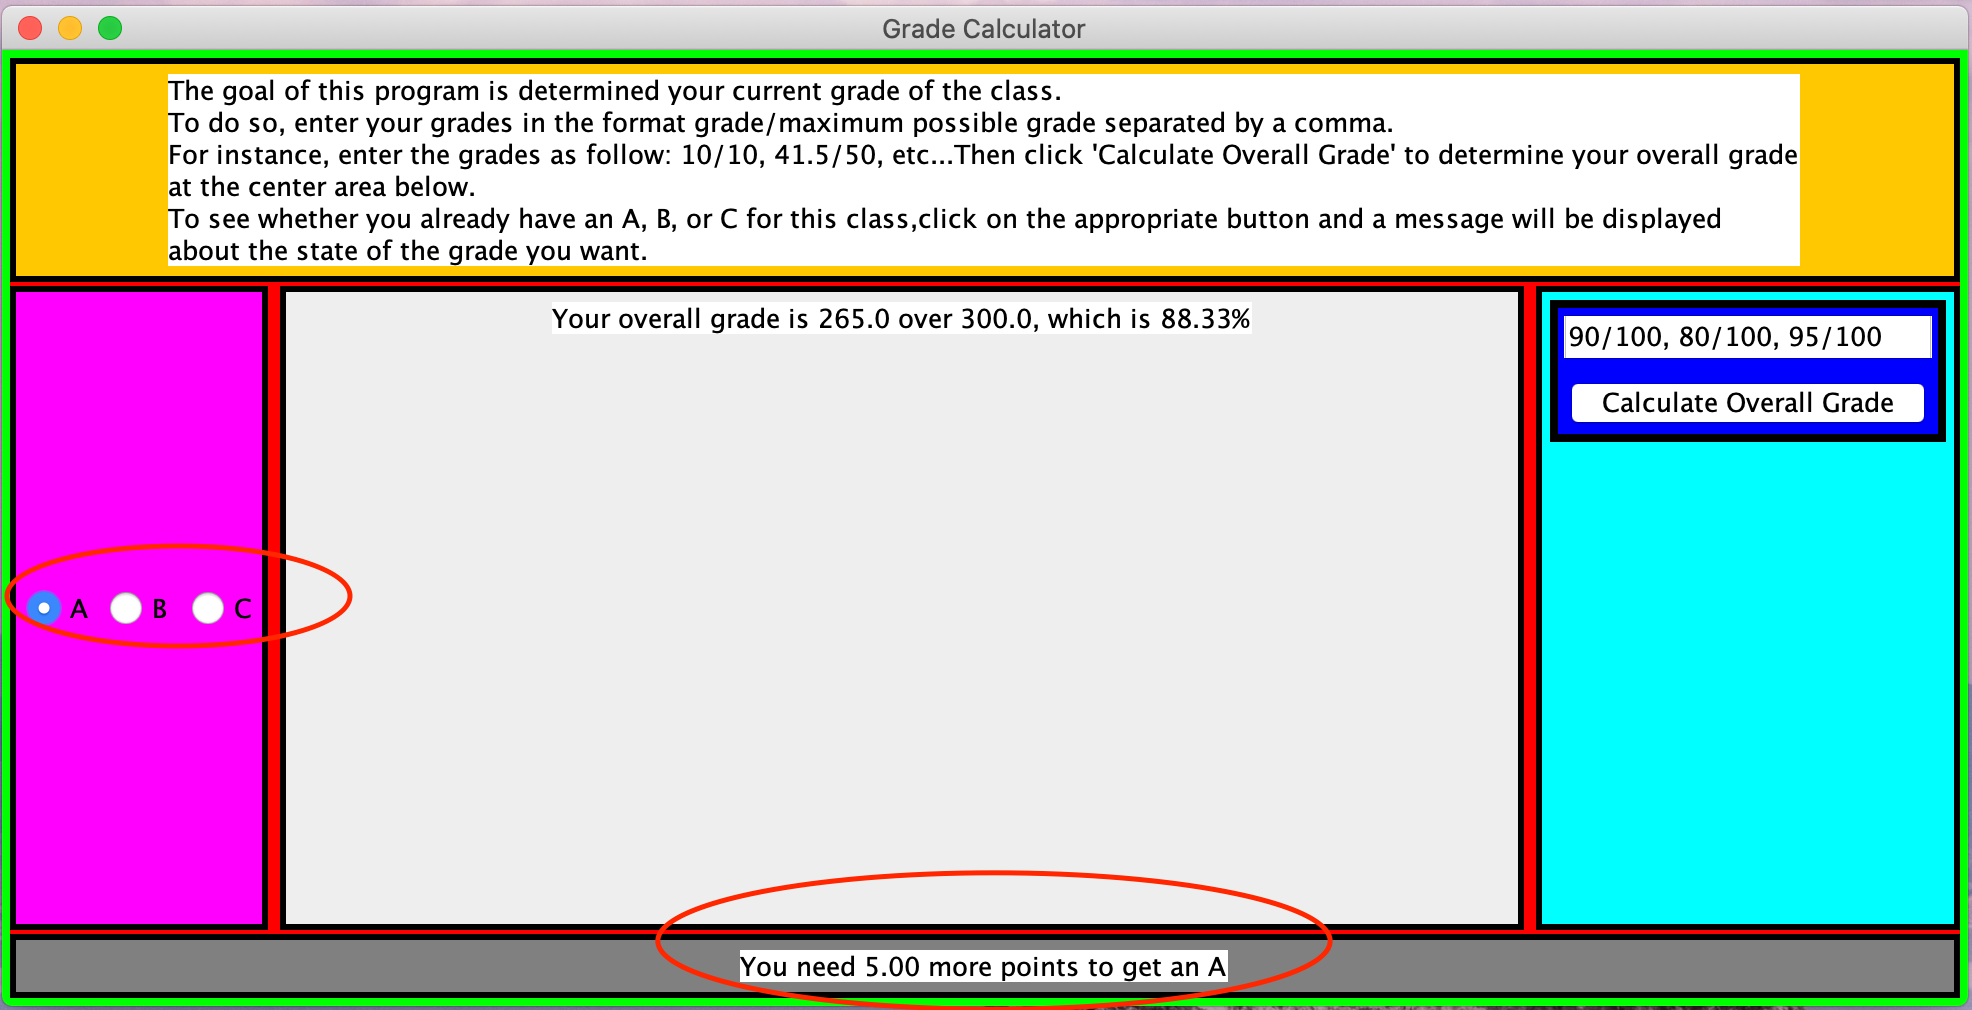 Grade Calculator
The goal of this program is determined your current grade of the class.
To do so, enter your grades in the format grade/maximum possible grade separated by a comma.
For instance, enter the grades as follow: 10/10, 41.5/50, etc...Then click 'Calculate Overall Grade' to determine your overall grade
at the center area below.
To see whether you already have an A, B, or C for this class,click on the appropriate button and a message will be displayed
about the state of the grade you want.
Your overall grade is 265.0 over 300.0, which is 88.33%
90/100, 80/100, 95/100
Calculate Overall Grade
A B C
You need 5.00 more points to get an A